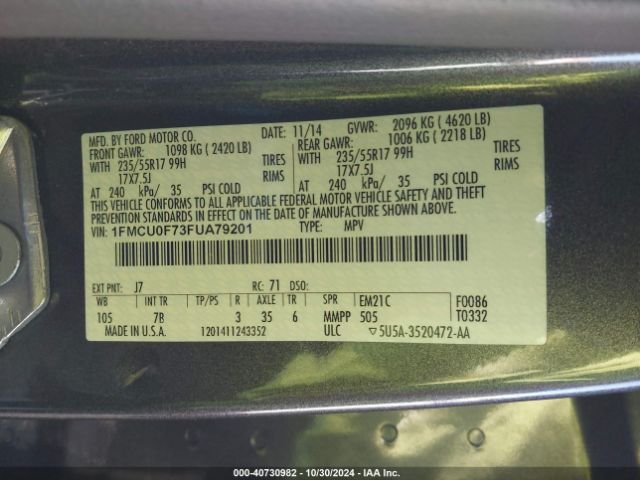 MFD. BY FORD MOTOR CO. DATE: 11/14 GVWR: 2096 KG ( 4620 LB)
FRONT GAWR: 1098 KG ( 2420 LB) REAR GAWR: 1006 KG ( 2218 LB)
WITH 235/55R17 99H TIRES WITH 235/55R17 99H TIRES
17X7.5J RIMS 17X7.5J RIMS
AT 240 kPa/ 35 PSI COLD AT 240 kPa/ 35 PSI COLD
THIS VEHICLE CONFORMS TO ALL APPLICABLE FEDERAL MOTOR VEHICLE SAFETY AND THEFT
PREVENTION STANDARDS IN EFFECT ON THE DATE OF MANUFACTURE SHOWN ABOVE.
VIN: 1FMCU0F73FUA79201 TYPE: MPV
EXT PNT: J7 RC: 71 DSO:
WB INT TR TP/PS R AXLE TR SPR EM21C F0086
105 7B 3 35 6 MMPP 505 T0332
MADE IN U.S.A. 1201411243352 ULC 5U5A-3520472-AA
000-40730982 - 10/30/2024 - IAA Inc.